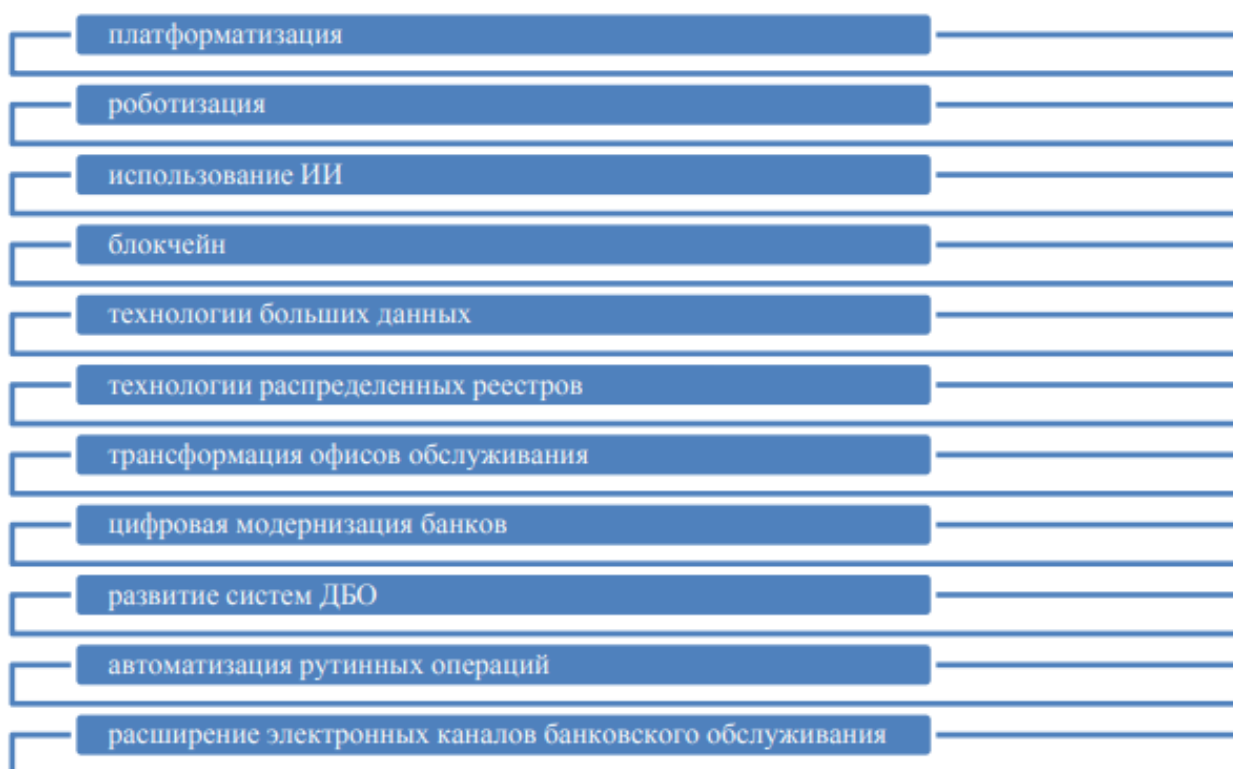 платформатизация
роботизация
использование ИИ
блокчейн
технологии больших данных
технологии распределенных реестров
трансформация офисов обслуживания
цифровая модернизация банков
развитие систем ДБО
автоматизация рутинных операций
расширение электронных каналов банковского обслуживания